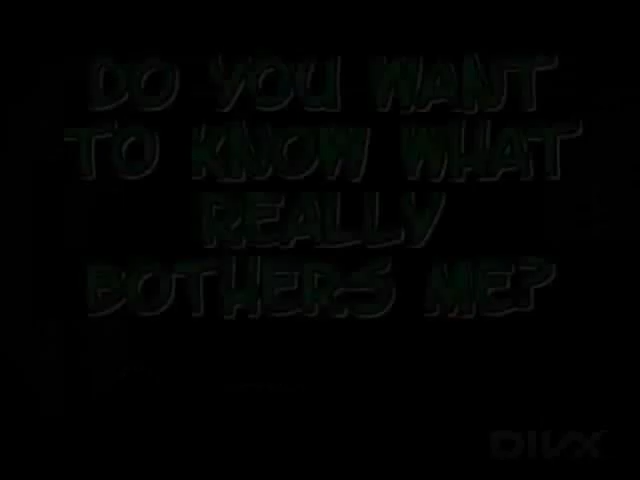 DO YOU WANT
TO KNOW WHAT
REALLY
BOTHERS ME?
DIVX